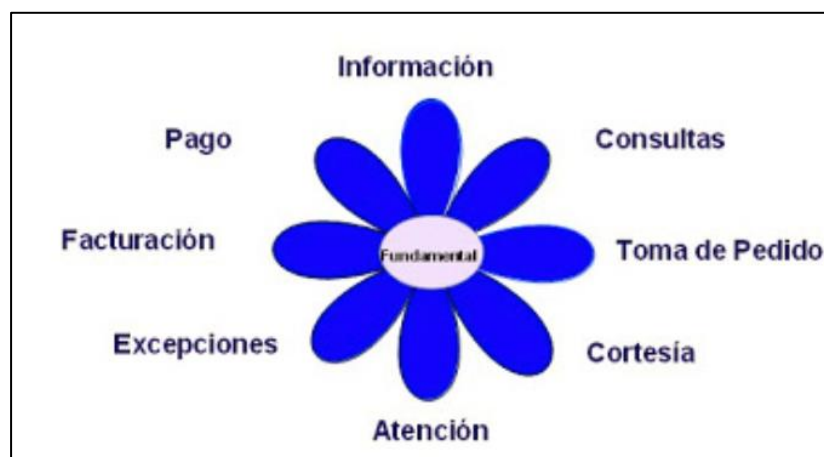 Información
Pago
Consultas
Facturación
Fundamental
Toma de Pedido
Excepciones
Cortesía
Atención